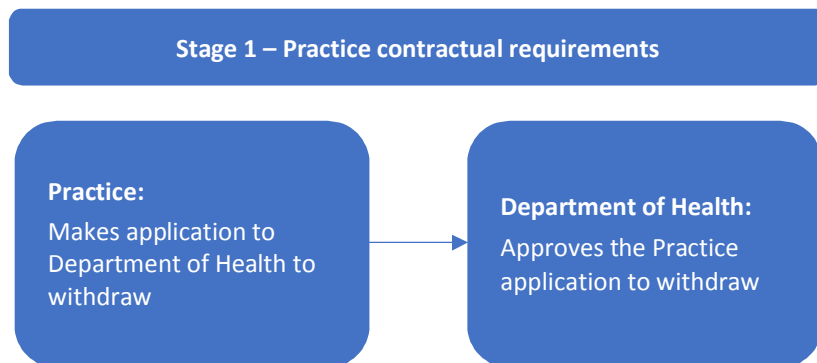 Stage 1 – Practice contractual requirements
Practice:
Makes application to
Department of Health to
withdraw
Department of Health:
Approves the Practice
application to withdraw